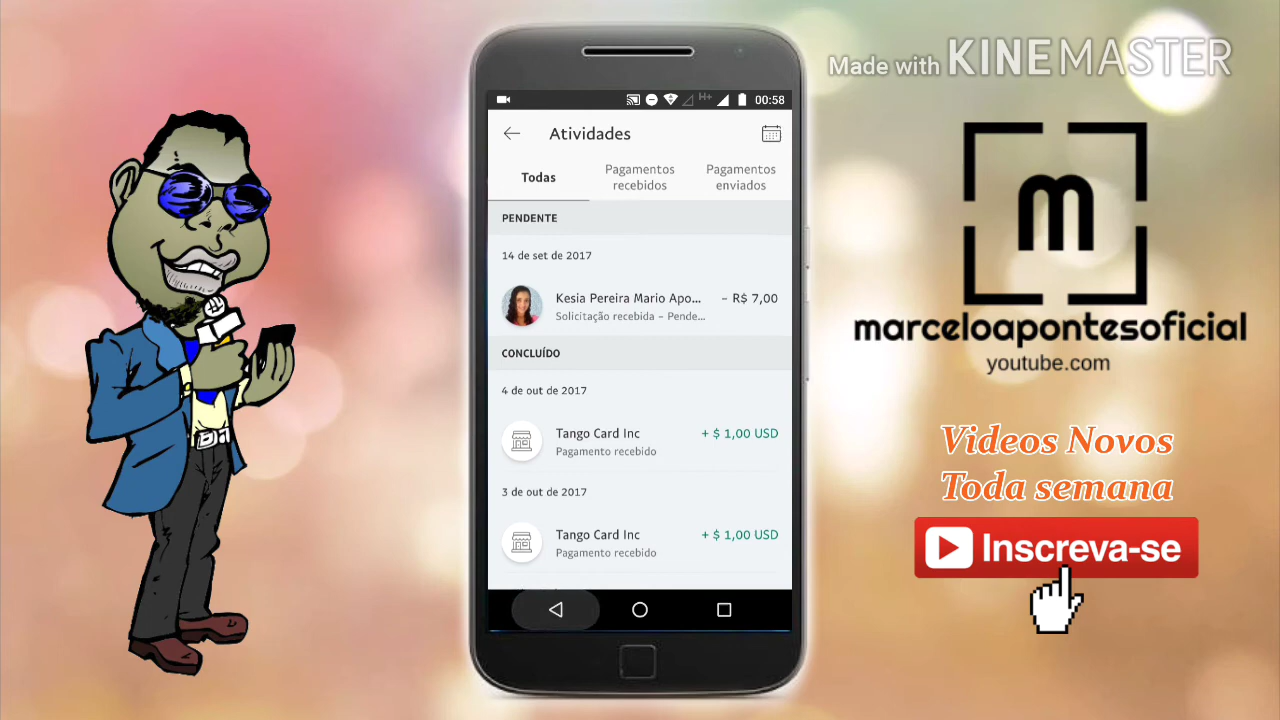 Made with KINEMASTER
H+ 00:58
Atividades
Todas
Pagamentos
recebidos
Pagamentos
enviados
PENDENTE
14 de set de 2017
Kesia Pereira Mario Apo... - R$ 7,00
Solicitação recebida - Pende...
CONCLUÍDO
4 de out de 2017
Tango Card Inc + $ 1,00 USD
Pagamento recebido
3 de out de 2017
Tango Card Inc + $ 1,00 USD
Pagamento recebido
m
marceloapontesoficial
youtube.com
Videos Novos
Toda semana
Inscreva-se